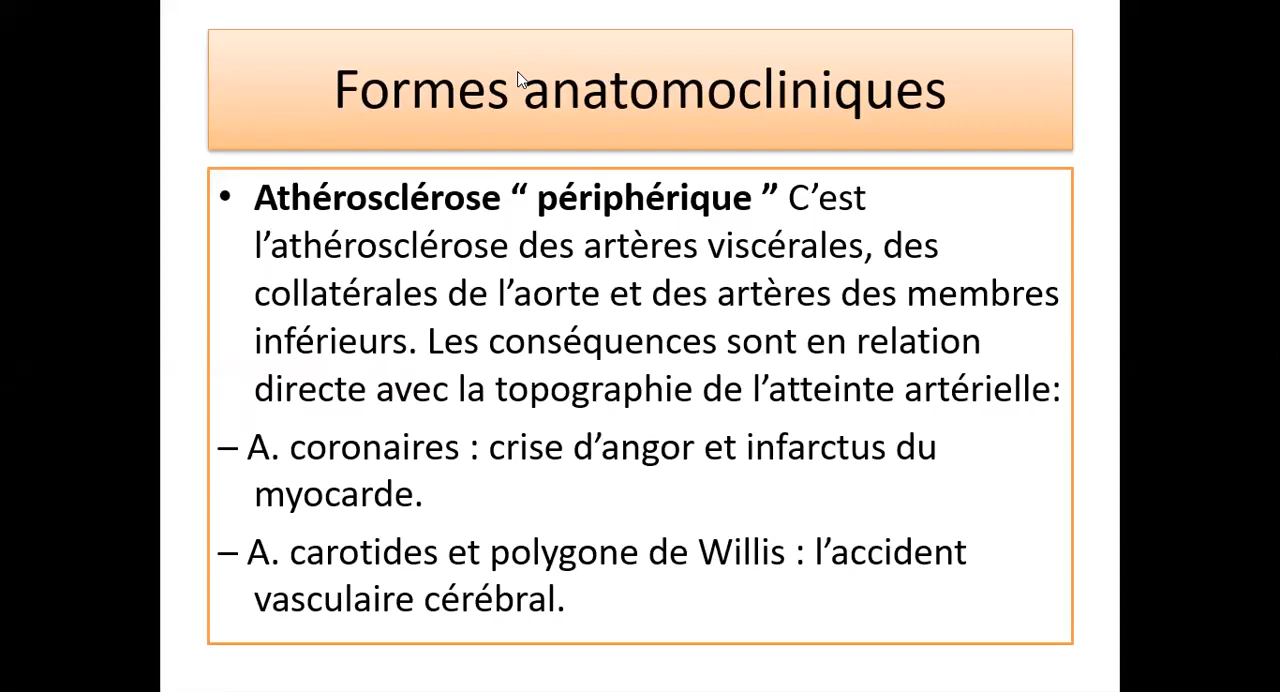 Formes anatomocliniques
• Athérosclérose “ périphérique ” C’est
l’athérosclérose des artères viscérales, des
collatérales de l’aorte et des artères des membres
inférieurs. Les conséquences sont en relation
directe avec la topographie de l’atteinte artérielle:
– A. coronaires : crise d’angor et infarctus du
myocarde.
– A. carotides et polygone de Willis : l’accident
vasculaire cérébral.